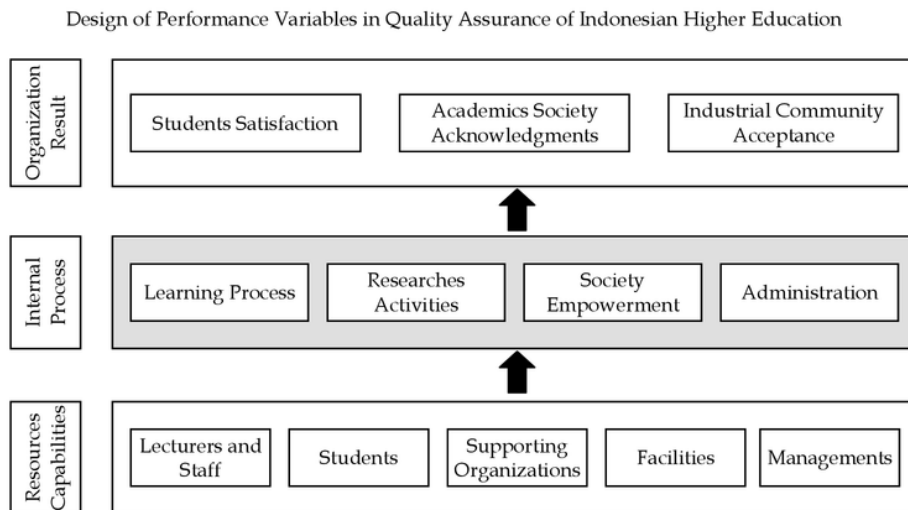 Design of Performance Variables in Quality Assurance of Indonesian Higher Education
Organization
Result
Students Satisfaction
Academics Society
Acknowledgments
Industrial Community
Acceptance
Internal
Process
Learning Process
Researches
Activities
Society
Empowerment
Administration
Resources
Capabilities
Lecturers and
Staff
Students
Supporting
Organizations
Facilities
Managements